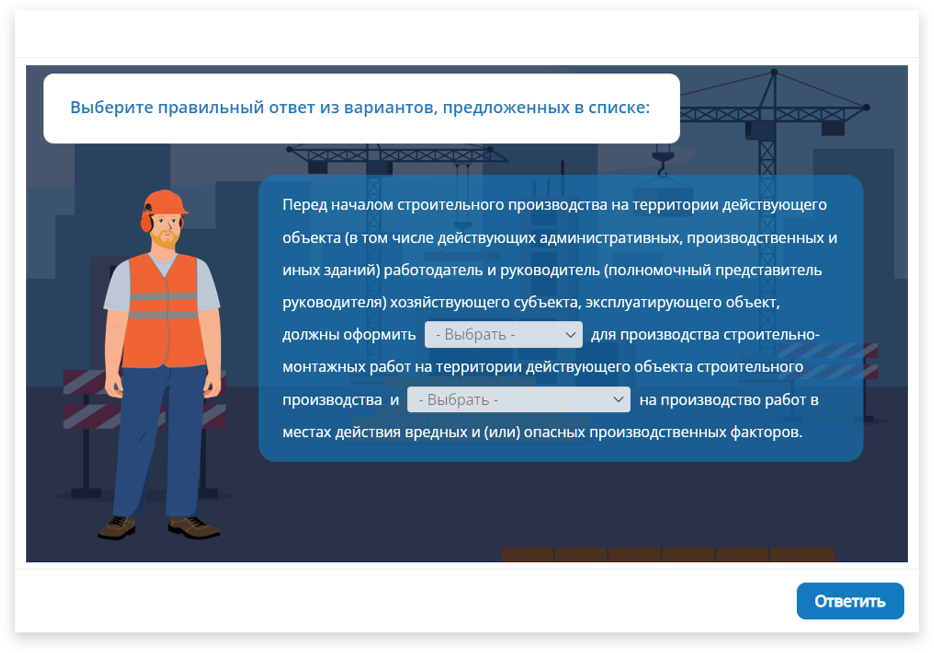 Выберите правильный ответ из вариантов, предложенных в списке:
Перед началом строительного производства на территории действующего
объекта (в том числе действующих административных, производственных и
иных зданий) работодатель и руководитель (полномочный представитель
руководителя) хозяйствующего субъекта, эксплуатирующего объект,
должны оформить - Выбрать - для производства строительно-
монтажных работ на территории действующего объекта строительного
производства и - Выбрать - на производство работ в
местах действия вредных и (или) опасных производственных факторов.
Ответить